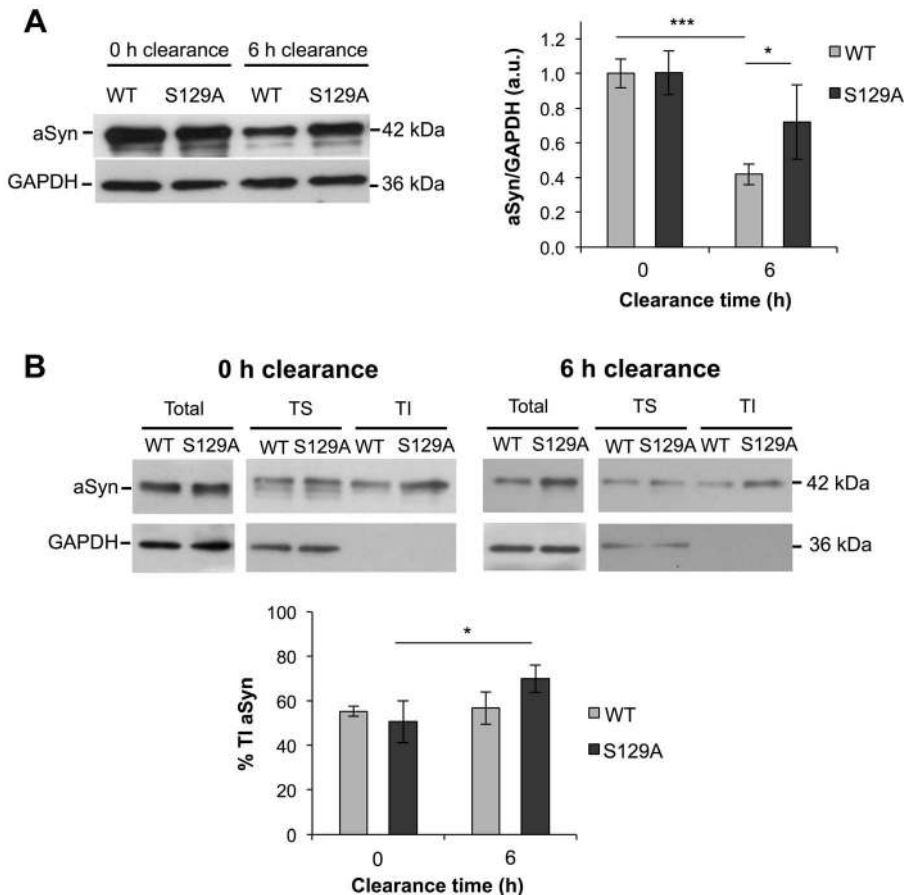 A
0 h clearance 6 h clearance
WT S129A WT S129A
aSyn 42 kDa
GAPDH 36 kDa
*** 
*
aSyn/GAPDH (a.u.)
1.2
1.0
0.8
0.6
0.4
0.2
0.0
0 6
Clearance time (h)
WT
S129A
B
0 h clearance 6 h clearance
Total TS TI Total TS TI
WT S129A WT S129A WT S129A WT S129A WT S129A WT S129A
aSyn 42 kDa
GAPDH 36 kDa
*
% TI aSyn
100
80
60
40
20
0
0 6
Clearance time (h)
WT
S129A